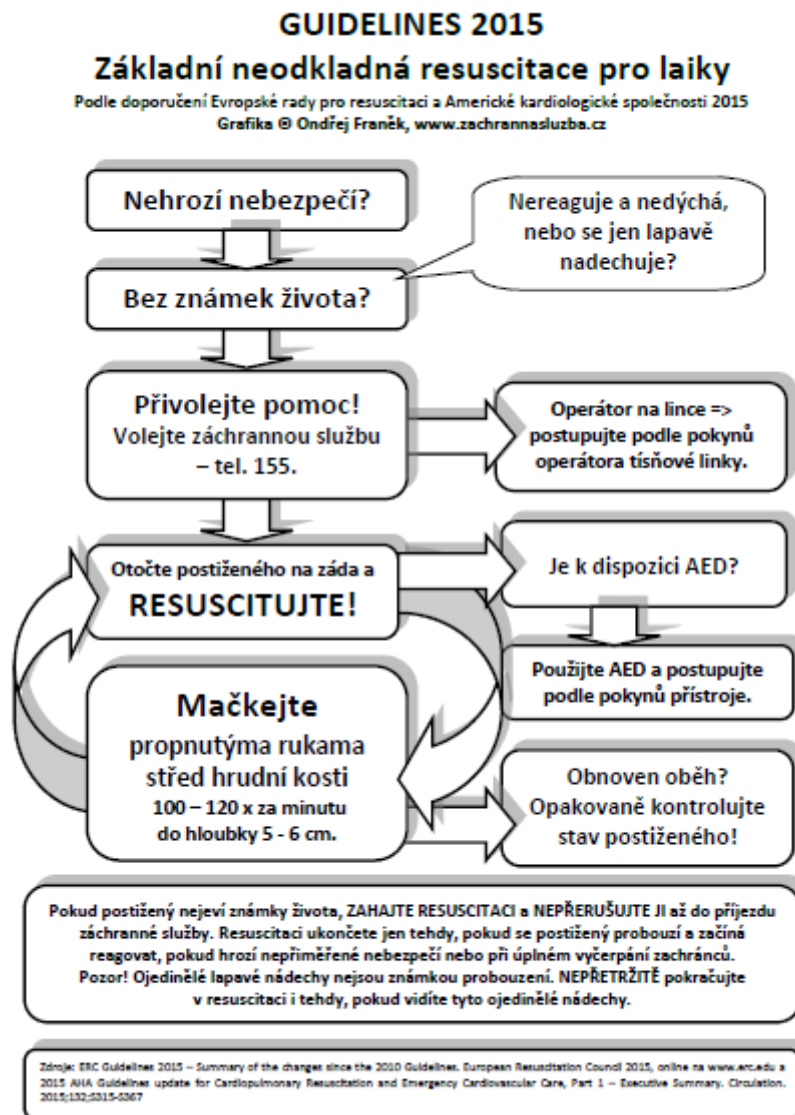 GUIDELINES 2015
Základní neodkladná resuscitace pro laiky
Podle doporučení Evropské rady pro resuscitaci a Americké kardiologické společnosti 2015
Grafika © Ondřej Franěk, www.zachrannasluzba.cz
Nehrozí nebezpečí?
Nereaguje a nedýchá,
nebo se jen lapavě
nadechuje?
Bez známek života?
Přivolejte pomoc!
Volejte záchrannou službu
– tel. 155.
Operátor na lince =>
postupujte podle pokynů
operátora tísňové linky.
Otočte postiženého na záda a
RESUSCITUJTE!
Je k dispozici AED?
Použijte AED a postupujte
podle pokynů přístroje.
Mačkejte
propnutýma rukama
střed hrudní kosti
100 – 120 x za minutu
do hloubky 5 - 6 cm.
Obnoven oběh?
Opakovaně kontrolujte
stav postiženého!
Pokud postižený nejeví známky života, ZAHAJTE RESUSCITACI a NEPŘERUŠUJTE JI až do příjezdu
záchranné služby. Resuscitaci ukončete jen tehdy, pokud se postižený probouzí a začíná
reagovat, pokud hrozí nepřiměřené nebezpečí nebo při úplném vyčerpání zachránců.
Pozor! Ojedinělé lapavé nádechy nejsou známkou probouzení. NEPŘETRŽITĚ pokračujte
v resuscitaci i tehdy, pokud vidíte tyto ojedinělé nádechy.
Zdroje: ERC Guidelines 2015 – Summary of the changes since the 2010 Guidelines. European Resuscitation Council 2015, online na www.erc.edu a
2015 AHA Guidelines update for Cardiopulmonary Resuscitation and Emergency Cardiovascular Care, Part 1 – Executive Summary. Circulation.
2015;132;S315-S367